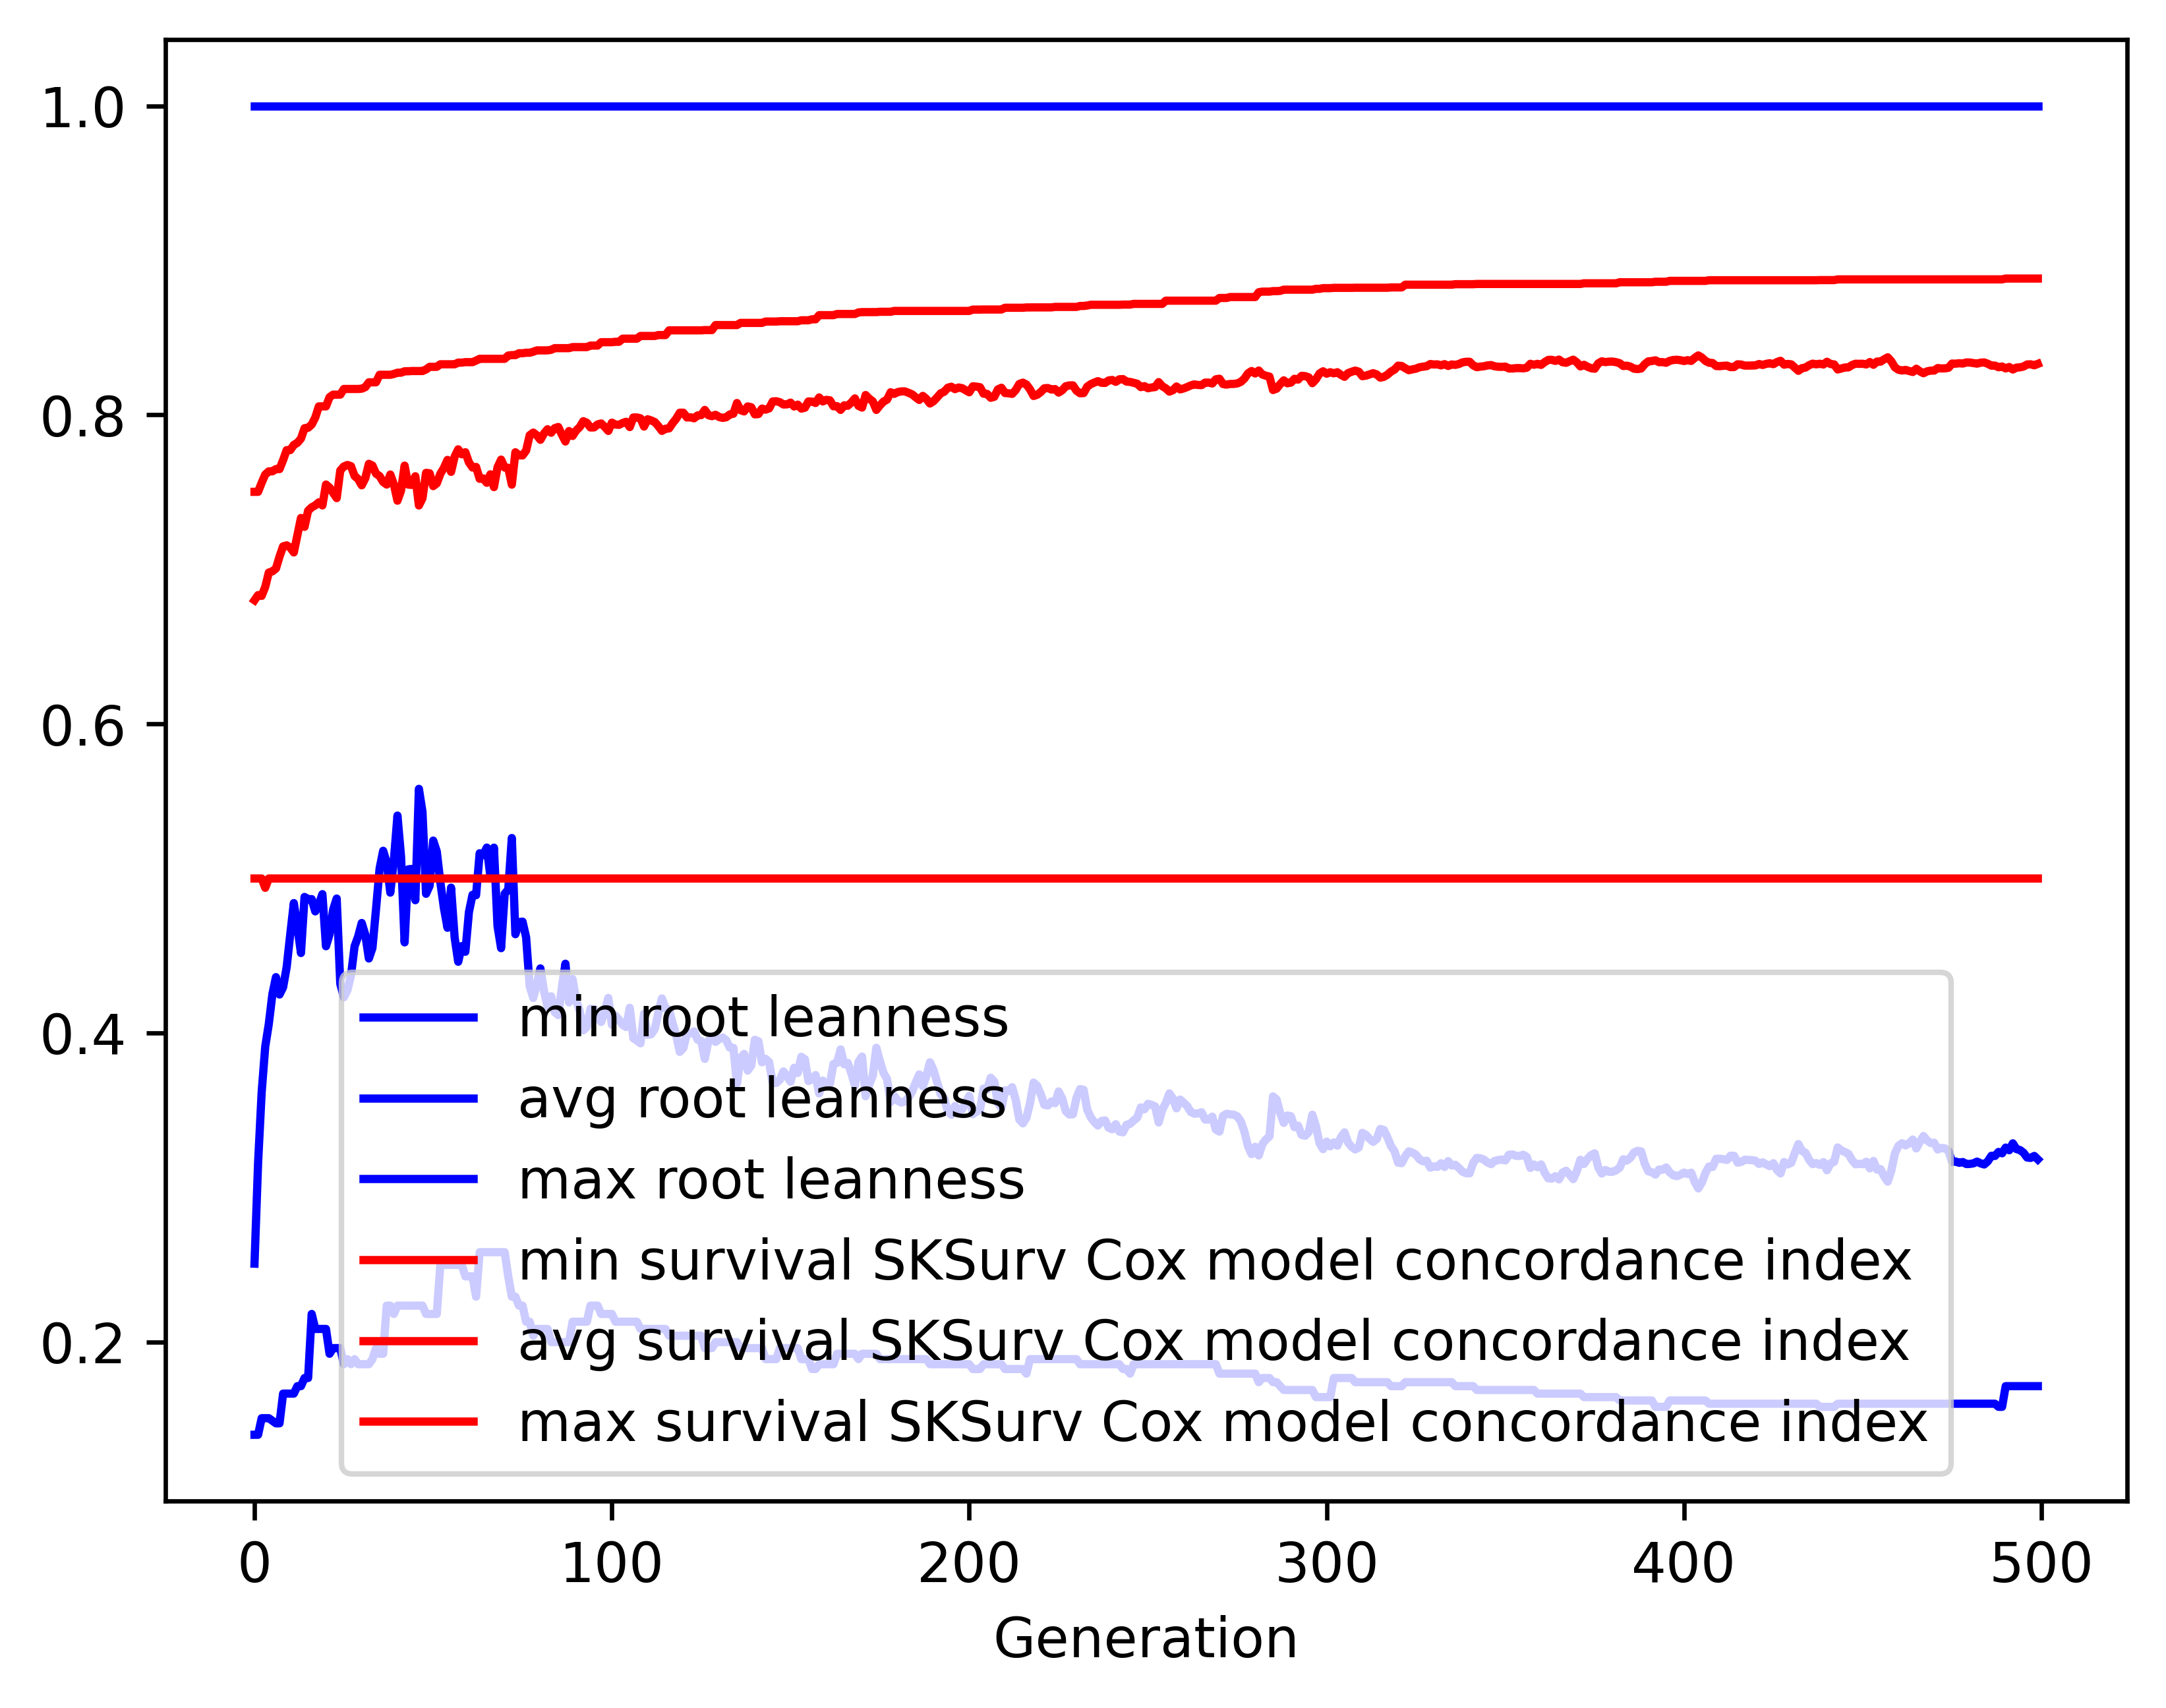 1.0
0.8
0.6
0.4
0.2
min root leanness
avg root leanness
max root leanness
min survival SKSurv Cox model concordance index
avg survival SKSurv Cox model concordance index
max survival SKSurv Cox model concordance index
0 100 200 300 400 500
Generation